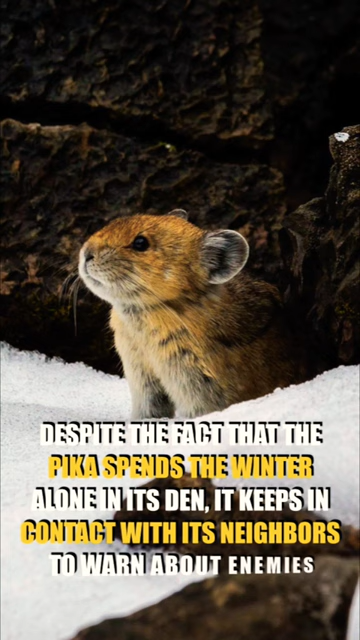 DESPITE THE FACT THAT THE
PIKA SPENDS THE WINTER
ALONE IN ITS DEN, IT KEEPS IN
CONTACT WITH ITS NEIGHBORS
TO WARN ABOUT ENEMIES